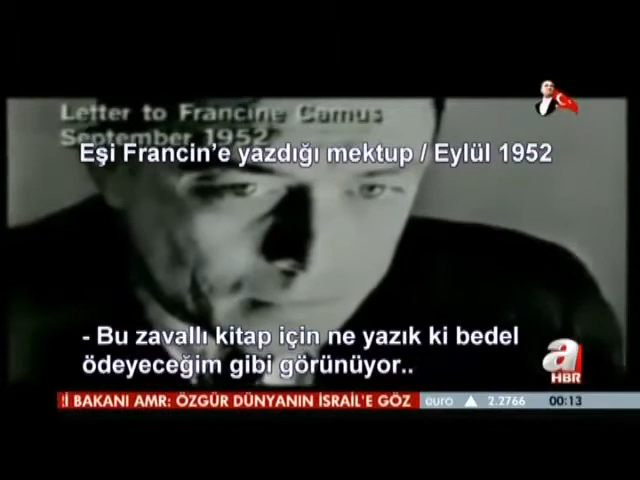 Letter to Francine Camus
September 1952
Eşi Francin'e yazdığı mektup / Eylül 1952
- Bu zavallı kitap için ne yazık ki bedel
ödeyeceğim gibi görünüyor..
a
HBR
İ BAKANI AMR: ÖZGÜR DÜNYANIN İSRAİL'E GÖZ euro ▲ 2.2766 00:13